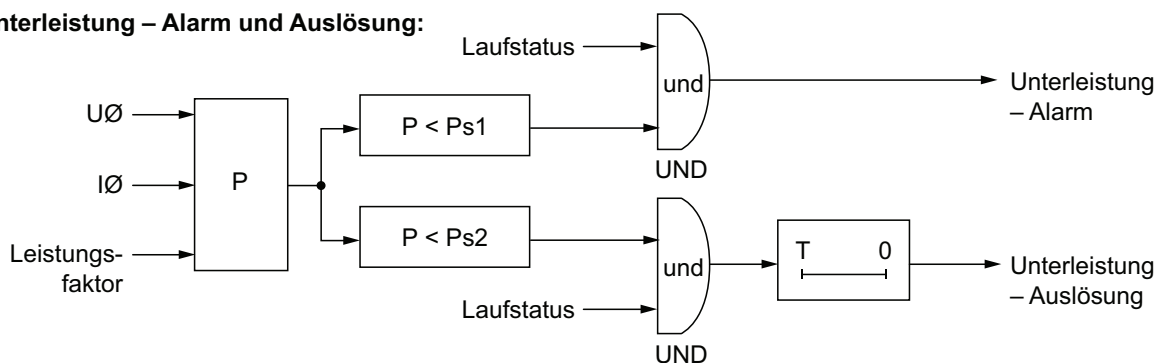 nterleistung – Alarm und Auslösung:
Laufstatus
und
UND
Unterleistung
– Alarm
UØ
IØ
Leistungs-
faktor
P
P < Ps1
P < Ps2
Laufstatus
und
UND
T 0
Unterleistung
– Auslösung